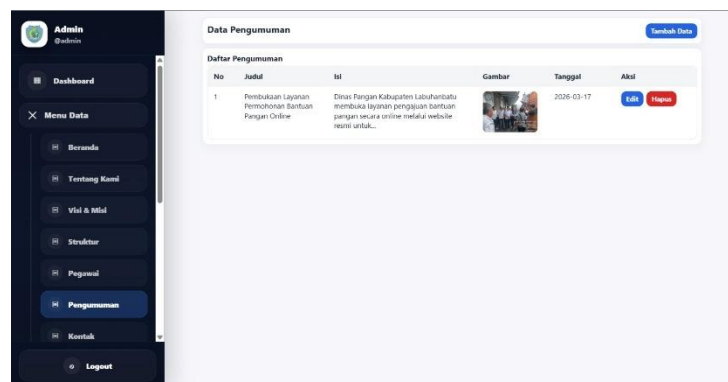 Admin
@admin
Dashboard
Menu Data
Beranda
Tentang Kami
Visi & Misi
Struktur
Pegawai
Pengumuman
Kontak
Logout
Data Pengumuman
Tambah Data
Daftar Pengumuman
No Judul Isi Gambar Tanggal Aksi
1 Pembukaan Layanan Dinas Pangan Kabupaten Labuhanbatu 2026-03-17 Edit Hapus
Permohonan Bantuan membuka layanan pengajuan bantuan
Pangan Online pangan secara online melalui website
resmi untuk...